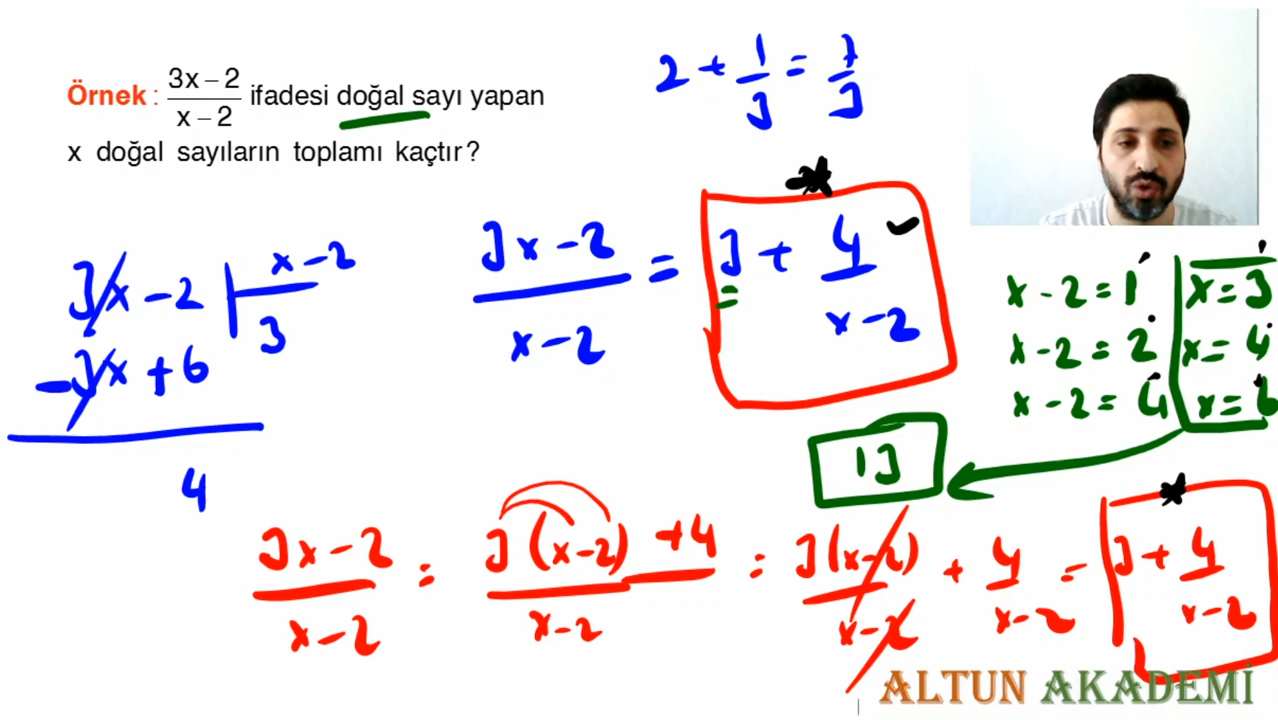 Örnek : 3x – 2 / x – 2 ifadesi doğal sayı yapan
x doğal sayıların toplamı kaçtır?
2 + 1/3 = 7/3
3x – 2 | x – 2
3
–3x + 6
4
3x – 2 / x – 2 = 3 + 4 / x – 2
x – 2 = 1 x = 3
x – 2 = 2 x = 4
x – 2 = 4 x = 6
13
3x – 2 / x – 2 = 3(x – 2) + 4 / x – 2 = 3(x – 2) / x – 2 + 4 / x – 2 = 3 + 4 / x – 2
ALTUN AKADEMİ